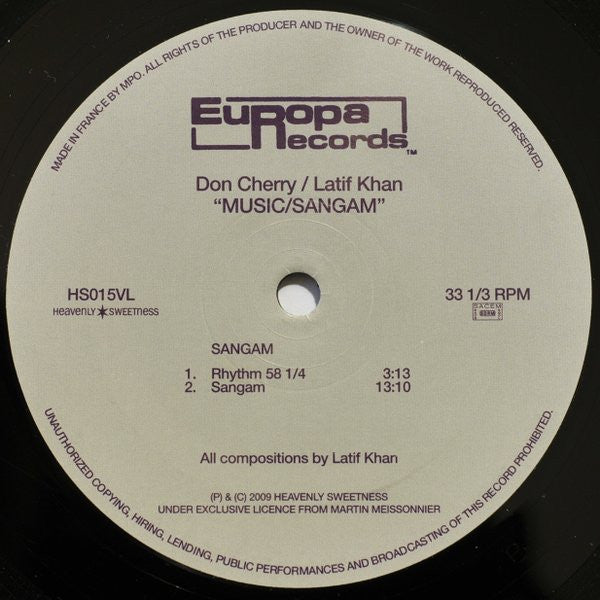 MADE IN FRANCE BY MPO. ALL RIGHTS OF THE PRODUCER AND THE OWNER OF THE WORK REPRODUCED RESERVED.
EuRopa
Records™
Don Cherry / Latif Khan
“MUSIC/SANGAM”
HS015VL
HEAVENLY SWEETNESS
33 1/3 RPM
SACEM
SANGAM
1. Rhythm 58 1/4 3:13
2. Sangam 13:10
All compositions by Latif Khan
(P) & (C) 2009 HEAVENLY SWEETNESS
UNDER EXCLUSIVE LICENCE FROM MARTIN MEISSONNIER
UNAUTHORIZED COPYING, HIRING, LENDING, PUBLIC PERFORMANCES AND BROADCASTING OF THIS RECORD PROHIBITED.